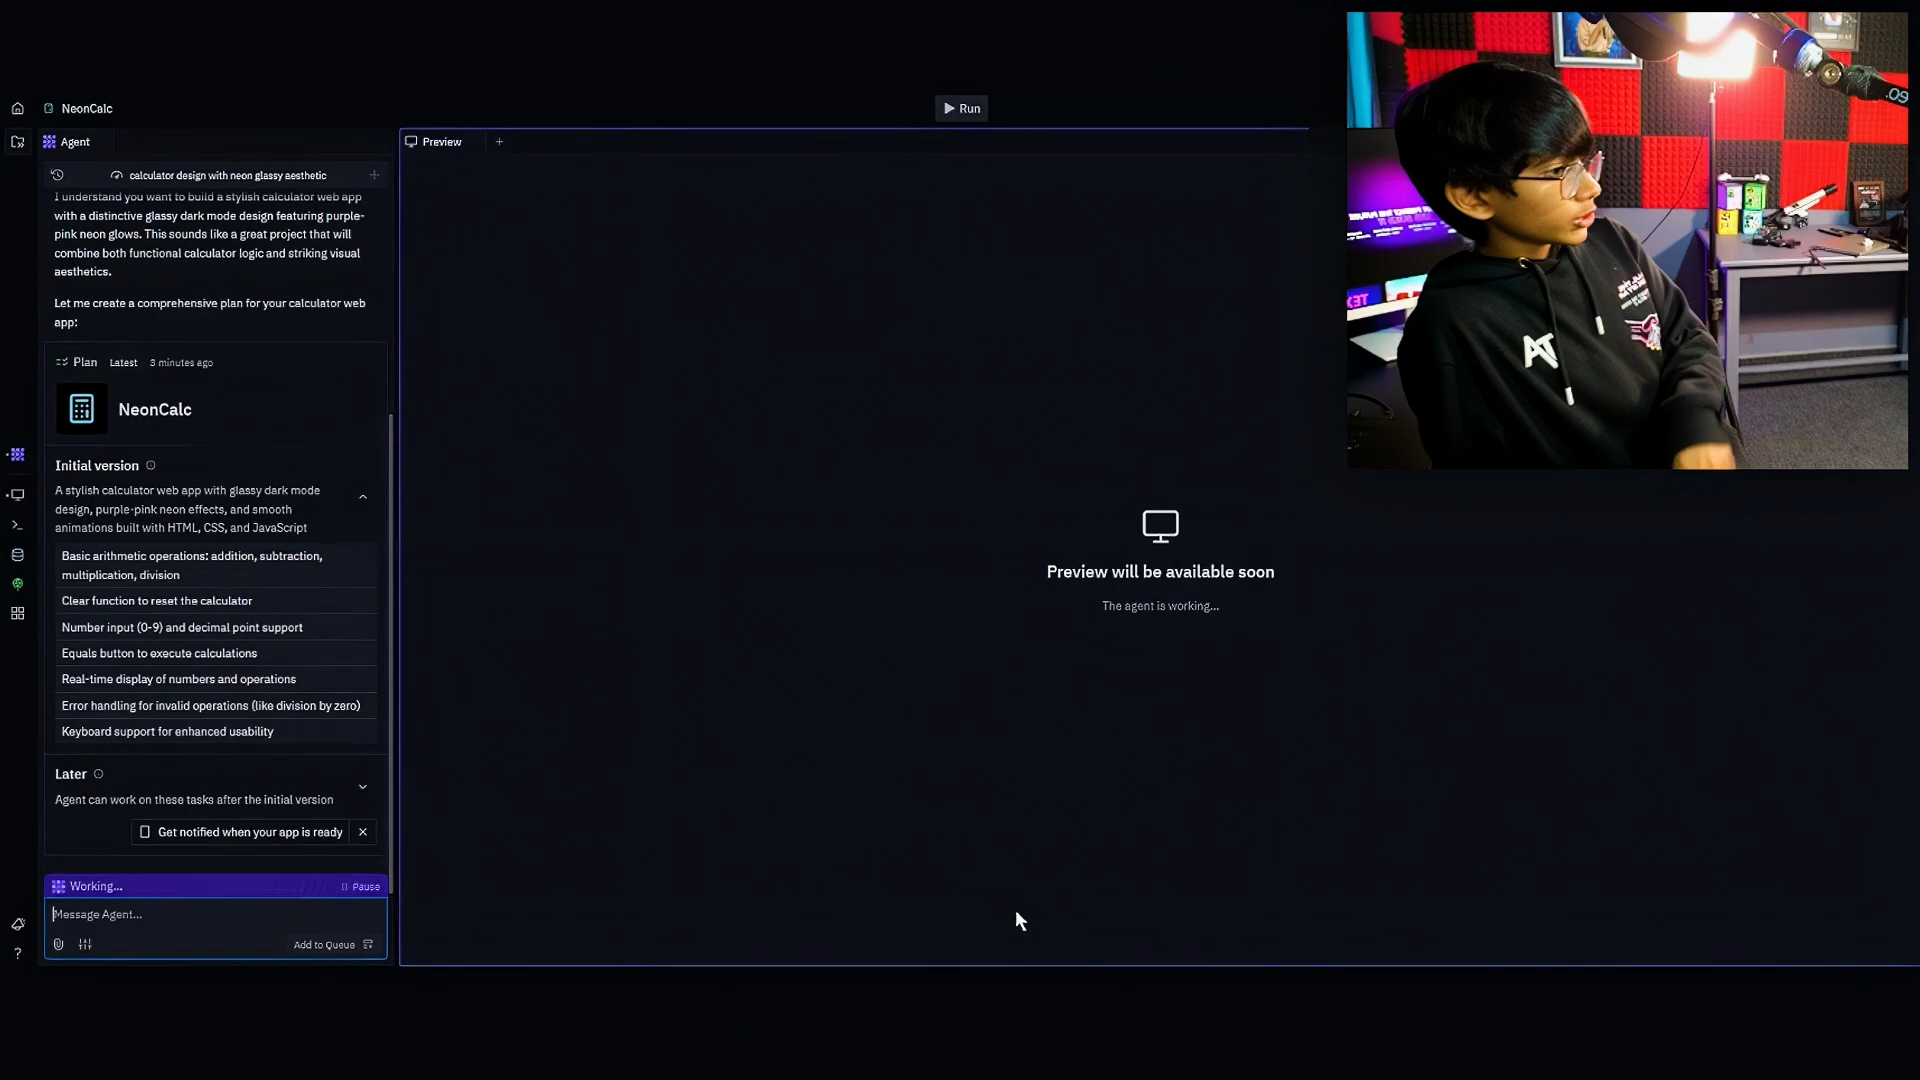 NeonCalc
Run
Agent
Preview
calculator design with neon glassy aesthetic
I understand you want to build a stylish calculator web app
with a distinctive glassy dark mode design featuring purple-
pink neon glows. This sounds like a great project that will
combine both functional calculator logic and striking visual
aesthetics.
Let me create a comprehensive plan for your calculator web
app:
Plan Latest 3 minutes ago
NeonCalc
Initial version
A stylish calculator web app with glassy dark mode
design, purple-pink neon effects, and smooth
animations built with HTML, CSS, and JavaScript
Basic arithmetic operations: addition, subtraction,
multiplication, division
Clear function to reset the calculator
Number input (0-9) and decimal point support
Equals button to execute calculations
Real-time display of numbers and operations
Error handling for invalid operations (like division by zero)
Keyboard support for enhanced usability
Later
Agent can work on these tasks after the initial version
Get notified when your app is ready
Working...
Pause
Message Agent...
Add to Queue
Preview will be available soon
The agent is working...
TEXT
AT